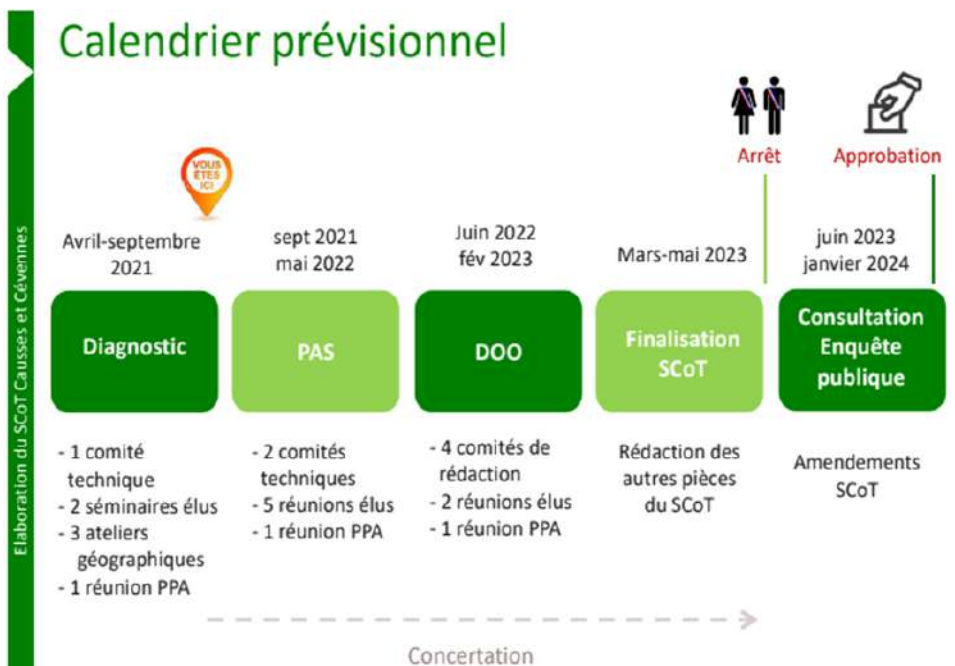 Calendrier prévisionnel
Elaboration du SCoT Causses et Cévennes
VOUS
ÊTES
ICI
Arrêt
Approbation
Avril-septembre
2021
sept 2021
mai 2022
Juin 2022
fév 2023
Mars-mai 2023
juin 2023
janvier 2024
Diagnostic
PAS
DOO
Finalisation
SCoT
Consultation
Enquête
publique
- 1 comité
technique
- 2 séminaires élus
- 3 ateliers
géographiques
- 1 réunion PPA
- 2 comités
techniques
- 5 réunions élus
- 1 réunion PPA
- 4 comités de
rédaction
- 2 réunions élus
- 1 réunion PPA
Rédaction des
autres pièces
du SCoT
Amendements
SCoT
Concertation